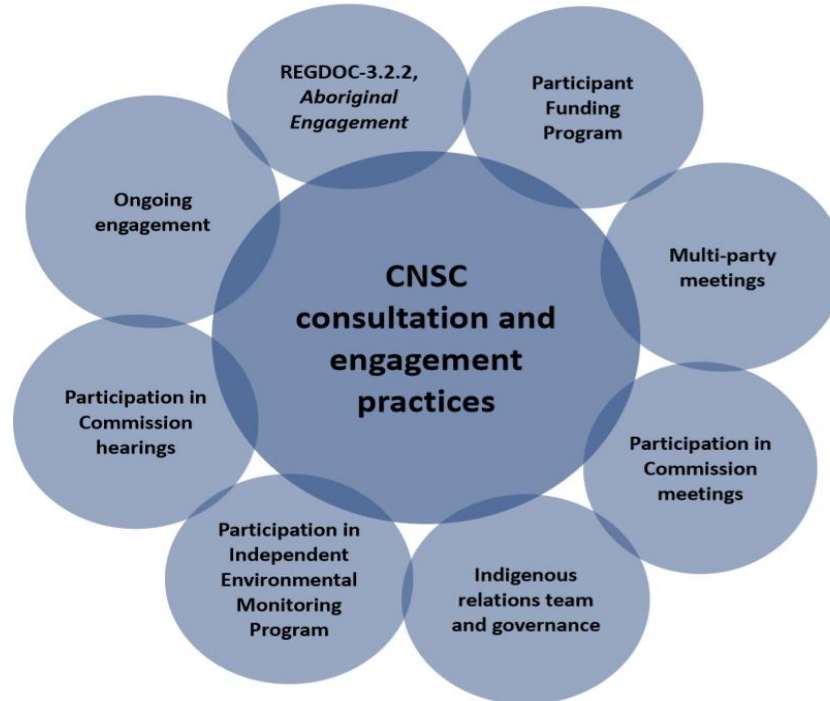 REGDOC-3.2.2,
Aboriginal
Engagement
Participant
Funding
Program
Ongoing
engagement
Multi-party
meetings
CNSC
consultation and
engagement
practices
Participation in
Commission
hearings
Participation in
Commission
meetings
Participation in
Independent
Environmental
Monitoring
Program
Indigenous
relations team
and governance